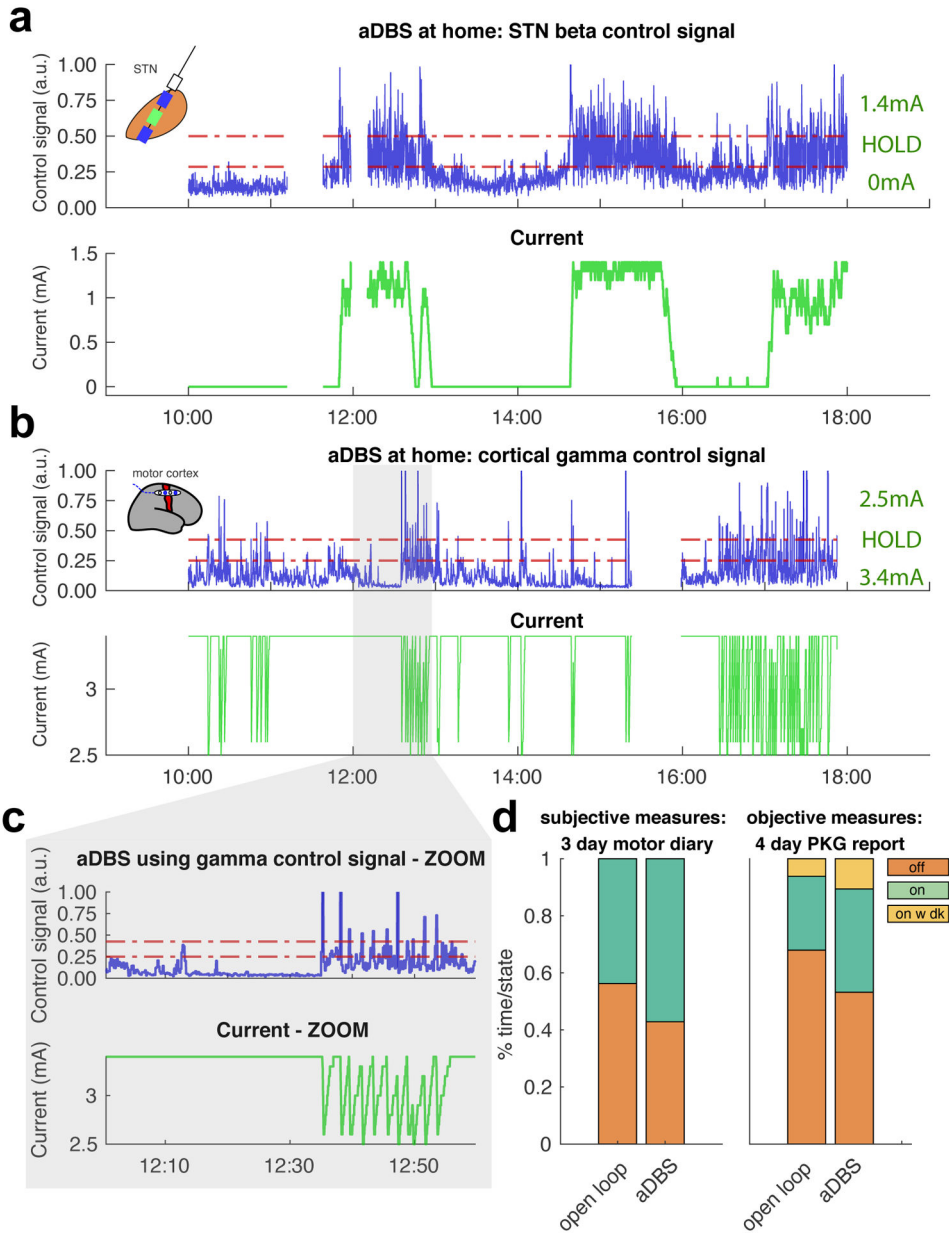 a
aDBS at home: STN beta control signal
STN
Control signal (a.u.)
1.00
0.75
0.50
0.25
0.00
1.4mA
HOLD
0mA
Current
Current (mA)
1.5
1
0.5
0
10:00 12:00 14:00 16:00 18:00
b
aDBS at home: cortical gamma control signal
motor cortex
Control signal (a.u.)
1.00
0.75
0.50
0.25
0.00
2.5mA
HOLD
3.4mA
Current
Current (mA)
3
2.5
10:00 12:00 14:00 16:00 18:00
c
aDBS using gamma control signal - ZOOM
Control signal (a.u.)
1.00
0.75
0.50
0.25
0.00
Current - ZOOM
Current (mA)
3
2.5
12:10 12:30 12:50
d
subjective measures:
3 day motor diary
objective measures:
4 day PKG report
off
on
on w dk
% time/state
1
0.8
0.6
0.4
0.2
0
open loop
aDBS
open loop
aDBS